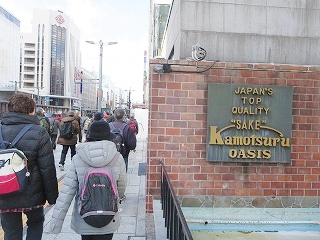 JAPAN'S
TOP
QUALITY
"SAKE"
Kamotsuru
OASIS